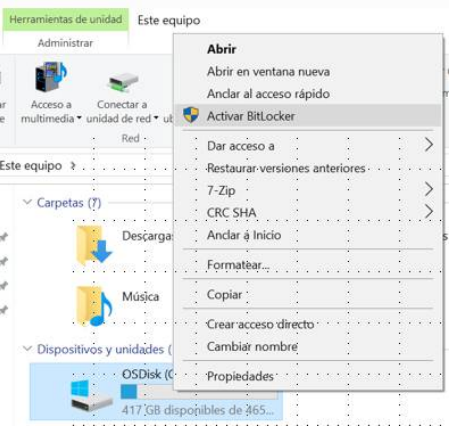 Herramientas de unidad Este equipo
Administrar
Acceso a multimedia
Conectar a unidad de red
Red
Este equipo
Carpetas (7)
Descargas
Música
Dispositivos y unidades (
OSDisk (C
417 GB disponibles de 465...
Abrir
Abrir en ventana nueva
Anclar al acceso rápido
Activar BitLocker
Dar acceso a
Restaurar versiones anteriores
7-Zip
CRC SHA
Anclar a Inicio
Formatear...
Copiar
Crear acceso directo
Cambiar nombre
Propiedades